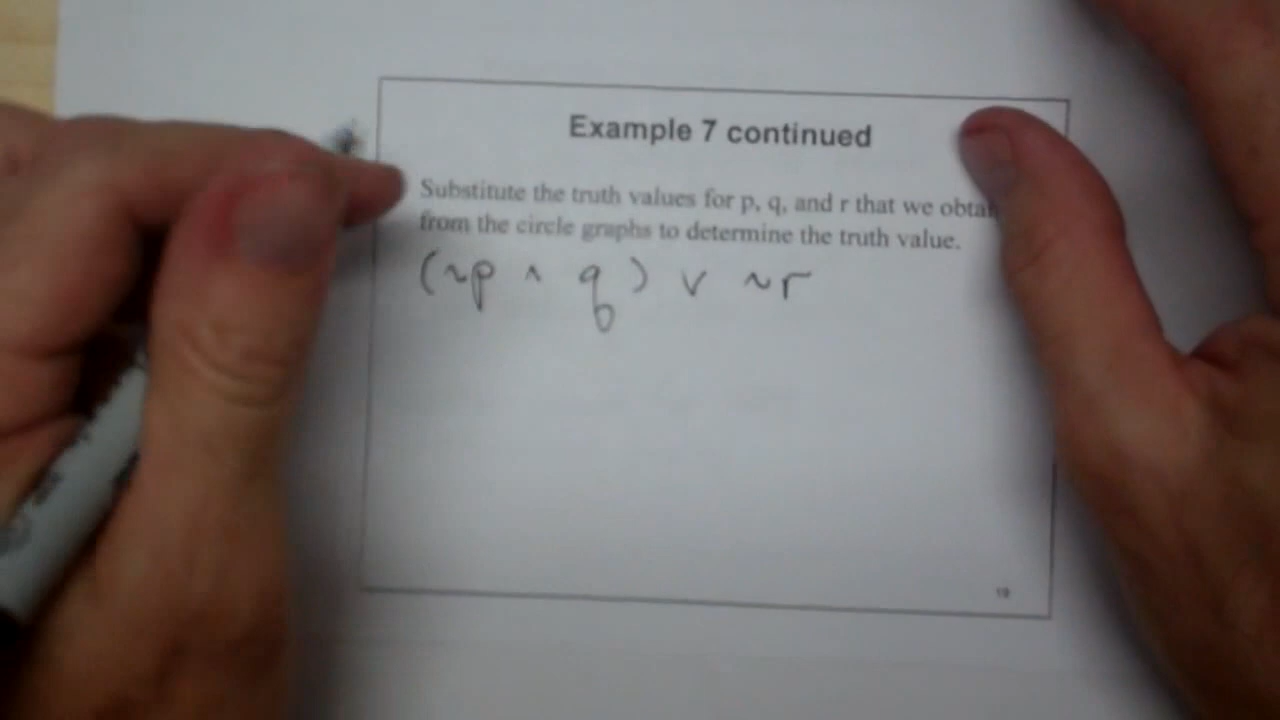 Example 7 continued
Substitute the truth values for p, q, and r that we
from the circle graphs to determine the truth value.
(~p ∧ q) ∨ ~r
19